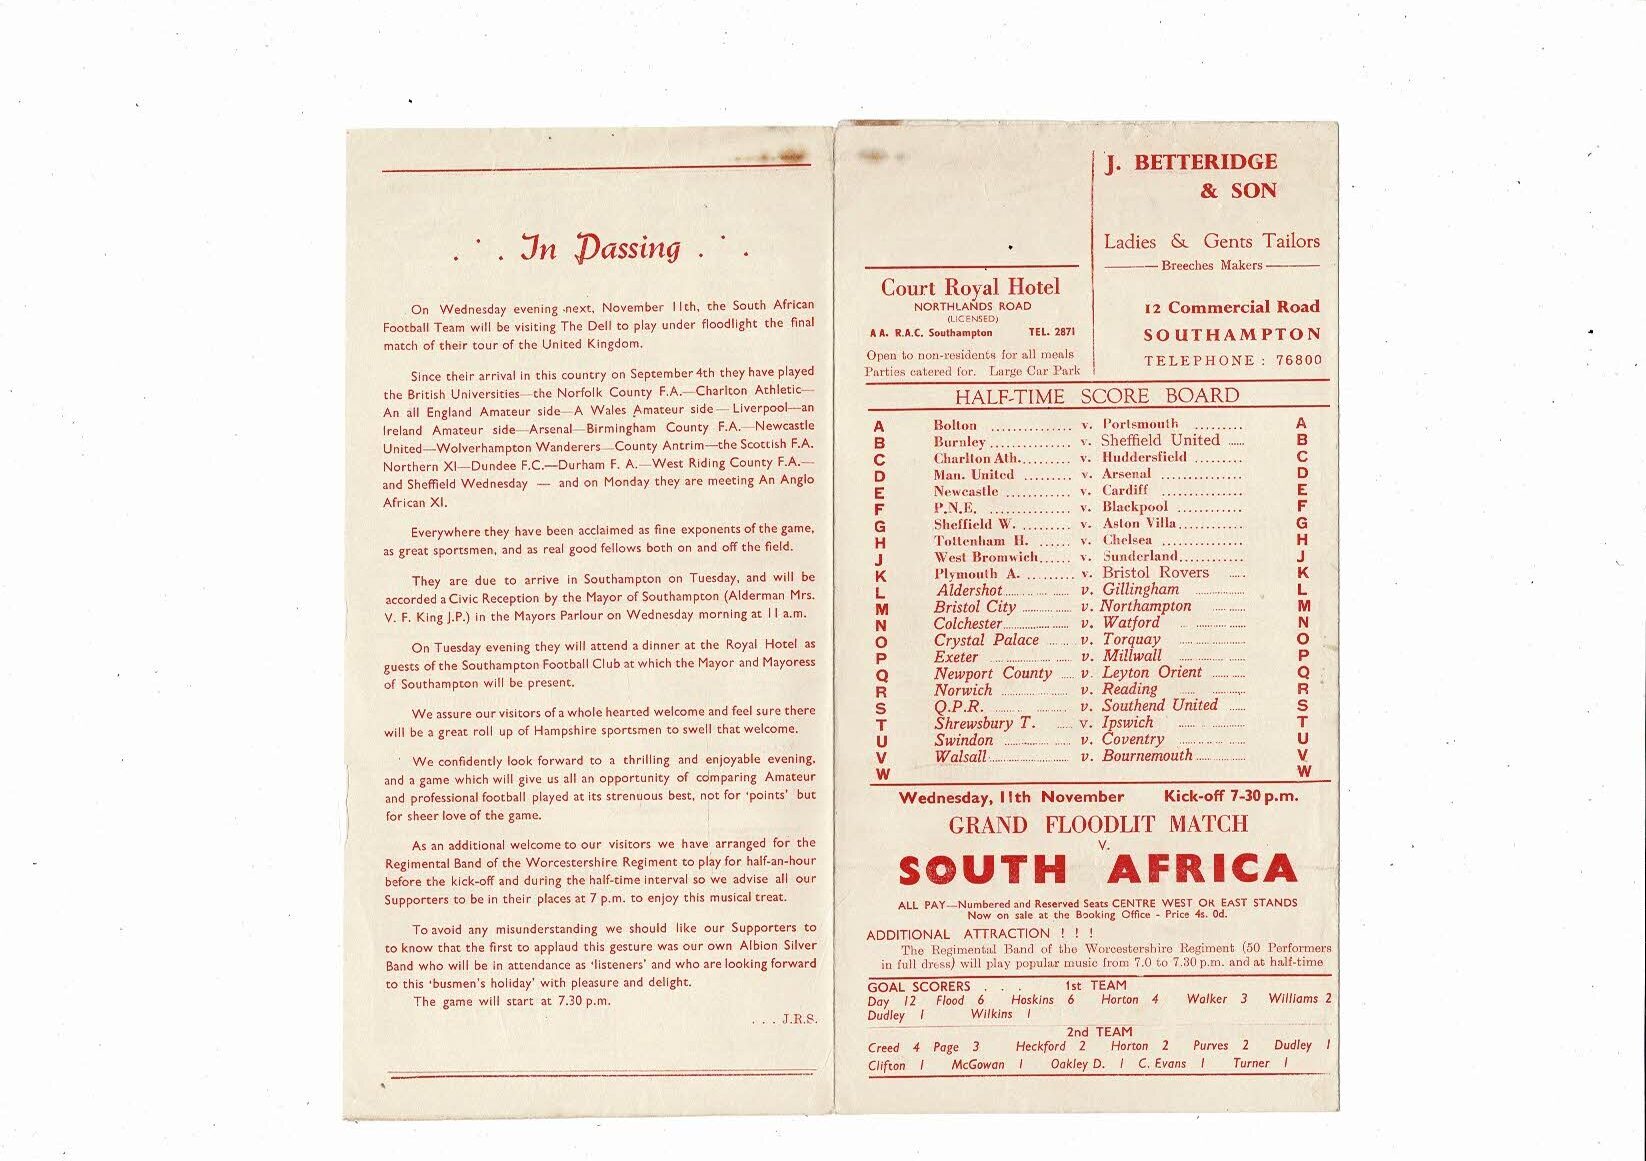 In Passing
On Wednesday evening next, November 11th, the South African
Football Team will be visiting The Dell to play under floodlight the final
match of their tour of the United Kingdom.
Since their arrival in this country on September 4th they have played
the British Universities—the Norfolk County F.A.—Charlton Athletic—
An all England Amateur side—A Wales Amateur side—Liverpool—an
Ireland Amateur side—Arsenal—Birmingham County F.A.—Newcastle
United—Wolverhampton Wanderers—County Antrim—the Scottish F.A.
Northern XI—Dundee F.C.—Durham F. A.—West Riding County F.A.—
and Sheffield Wednesday — and on Monday they are meeting An Anglo
African XI.
Everywhere they have been acclaimed as fine exponents of the game,
as great sportsmen, and as real good fellows both on and off the field.
They are due to arrive in Southampton on Tuesday, and will be
accorded a Civic Reception by the Mayor of Southampton (Alderman Mrs.
V. F. King J.P.) in the Mayors Parlour on Wednesday morning at 11 a.m.
On Tuesday evening they will attend a dinner at the Royal Hotel as
guests of the Southampton Football Club at which the Mayor and Mayoress
of Southampton will be present.
We assure our visitors of a whole hearted welcome and feel sure there
will be a great roll up of Hampshire sportsmen to swell that welcome.
We confidently look forward to a thrilling and enjoyable evening,
and a game which will give us all an opportunity of comparing Amateur
and professional football played at its strenuous best, not for 'points' but
for sheer love of the game.
As an additional welcome to our visitors we have arranged for the
Regimental Band of the Worcestershire Regiment to play for half-an-hour
before the kick-off and during the half-time interval so we advise all our
Supporters to be in their places at 7 p.m. to enjoy this musical treat.
To avoid any misunderstanding we should like our Supporters to
to know that the first to applaud this gesture was our own Albion Silver
Band who will be in attendance as 'listeners' and who are looking forward
to this 'busmen's holiday' with pleasure and delight.
The game will start at 7.30 p.m.
. . . J.R.S.
Court Royal Hotel
NORTHLANDS ROAD
(LICENSED)
A A. R.A.C. Southampton TEL. 2871
Open to non-residents for all meals
Parties catered for. Large Car Park
J. BETTERIDGE
& SON
Ladies & Gents Tailors
Breeches Makers
12 Commercial Road
SOUTHAMPTON
TELEPHONE : 76800
HALF-TIME SCORE BOARD
A Bolton .............. v. Portsmouth ......... A
B Burnley .............. v. Sheffield United ...... B
C Charlton Ath. ......... v. Huddersfield ......... C
D Man. United ......... v. Arsenal .............. D
E Newcastle ............ v. Cardiff .............. E
F P.N.E. .............. v. Blackpool ............ F
G Sheffield W. ......... v. Aston Villa ............ G
H Tottenham H. ...... v. Chelsea .............. H
J West Bromwich ...... v. Sunderland ............ J
K Plymouth A. ......... v. Bristol Rovers ..... K
L Aldershot .............. v. Gillingham ............ L
M Bristol City ............ v. Northampton ......... M
N Colchester .............. v. Watford .............. N
O Crystal Palace ...... v. Torquay .............. O
P Exeter .............. v. Millwall .............. P
Q Newport County ..... v. Leyton Orient ......... Q
R Norwich .............. v. Reading .............. R
S Q.P.R. .............. v. Southend United ..... S
T Shrewsbury T. ..... v. Ipswich .............. T
U Swindon .............. v. Coventry .............. U
V Walsall .............. v. Bournemouth ............ V
W W
Wednesday, 11th November Kick-off 7-30 p.m.
GRAND FLOODLIT MATCH
V.
SOUTH AFRICA
ALL PAY—Numbered and Reserved Seats CENTRE WEST OR EAST STANDS
Now on sale at the Booking Office - Price 4s. 0d.
ADDITIONAL ATTRACTION ! ! !
The Regimental Band of the Worcestershire Regiment (50 Performers
in full dress) will play popular music from 7.0 to 7.30 p.m. and at half-time
GOAL SCORERS . . . 1st TEAM
Day 12 Flood 6 Hoskins 6 Horton 4 Walker 3 Williams 2
Dudley 1 Wilkins 1
2nd TEAM
Creed 4 Page 3 Heckford 2 Horton 2 Purves 2 Dudley 1
Clifton 1 McGowan 1 Oakley D. 1 C. Evans 1 Turner 1